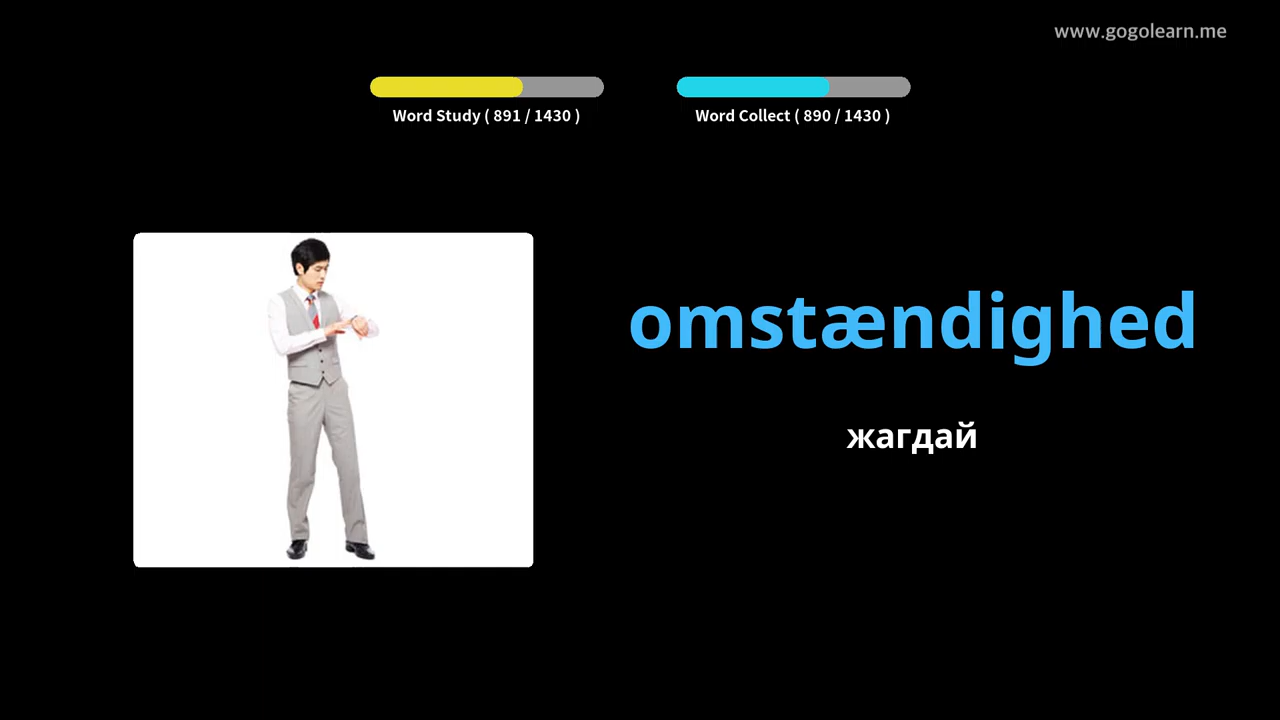 www.gogolearn.me
Word Study ( 891 / 1430 )
Word Collect ( 890 / 1430 )
omstændighed
жагдай